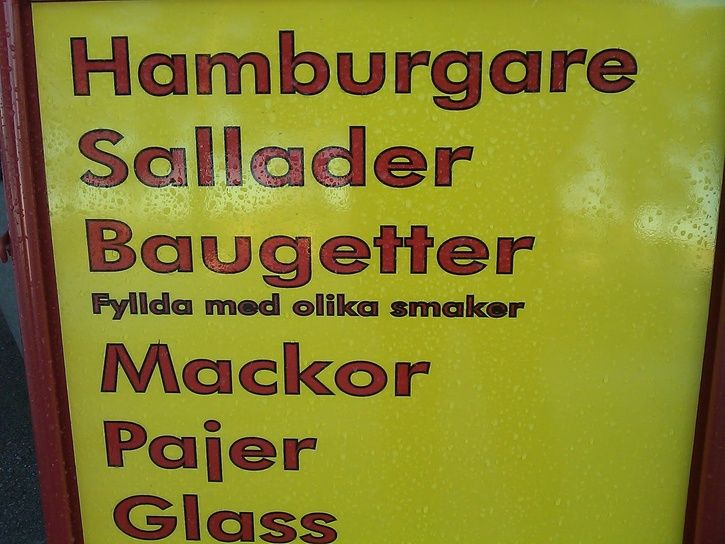 Hamburgare
Sallader
Baugetter
Fyllda med olika smaker
Mackor
Pajer
Glass